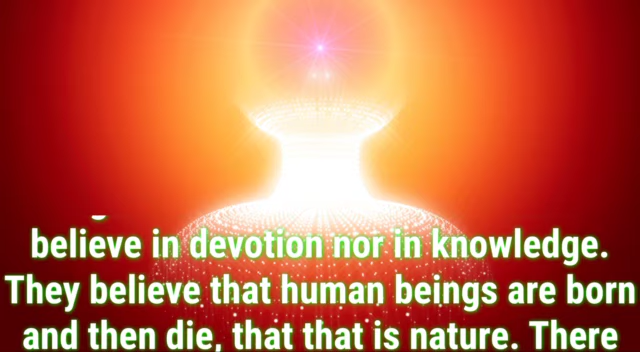 believe in devotion nor in knowledge.
They believe that human beings are born
and then die, that that is nature. There